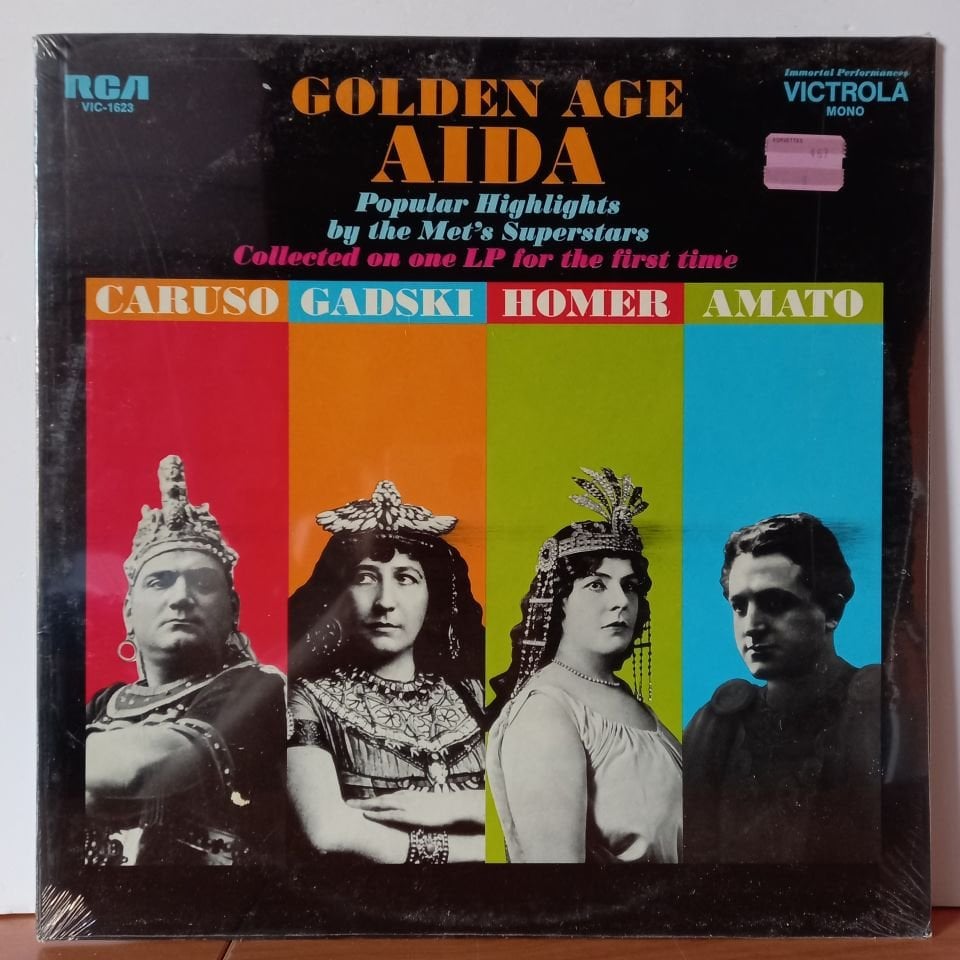 RCA
VIC-1623
GOLDEN AGE
AIDA
Popular Highlights
by the Met's Superstars
Collected on one LP for the first time
Immortal Performances
VICTROLA
MONO
KORVETTES
CARUSO GADSKI HOMER AMATO